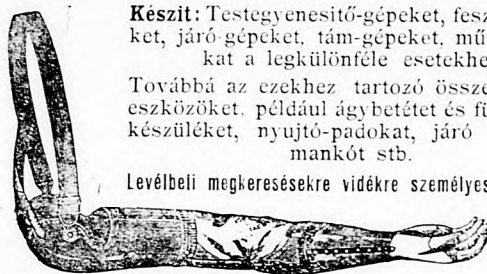 Készit: Testegyenesitő-gépeket, fesz
ket, járó-gépeket, tám-gépeket, mű
kat a legkülönféle esetekhe
Továbbá az ezekhez tartozó össze
eszközöket, például ágybetétet és fü
készüléket, nyujtó-padokat, járó
mankót stb.
Levélbeli megkeresésekre vidékre személyes